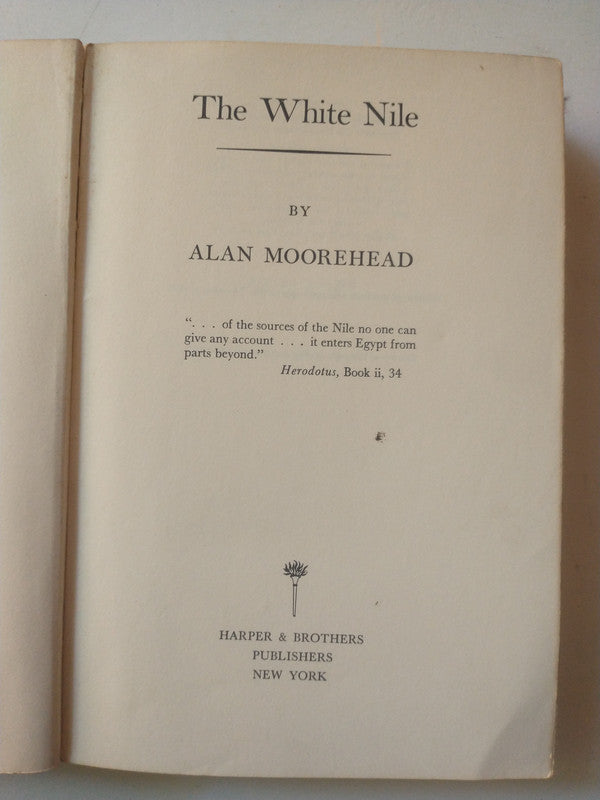 The White Nile
BY
ALAN MOOREHEAD
". . . of the sources of the Nile no one can
give any account . . . it enters Egypt from
parts beyond."
Herodotus, Book ii, 34
HARPER & BROTHERS
PUBLISHERS
NEW YORK